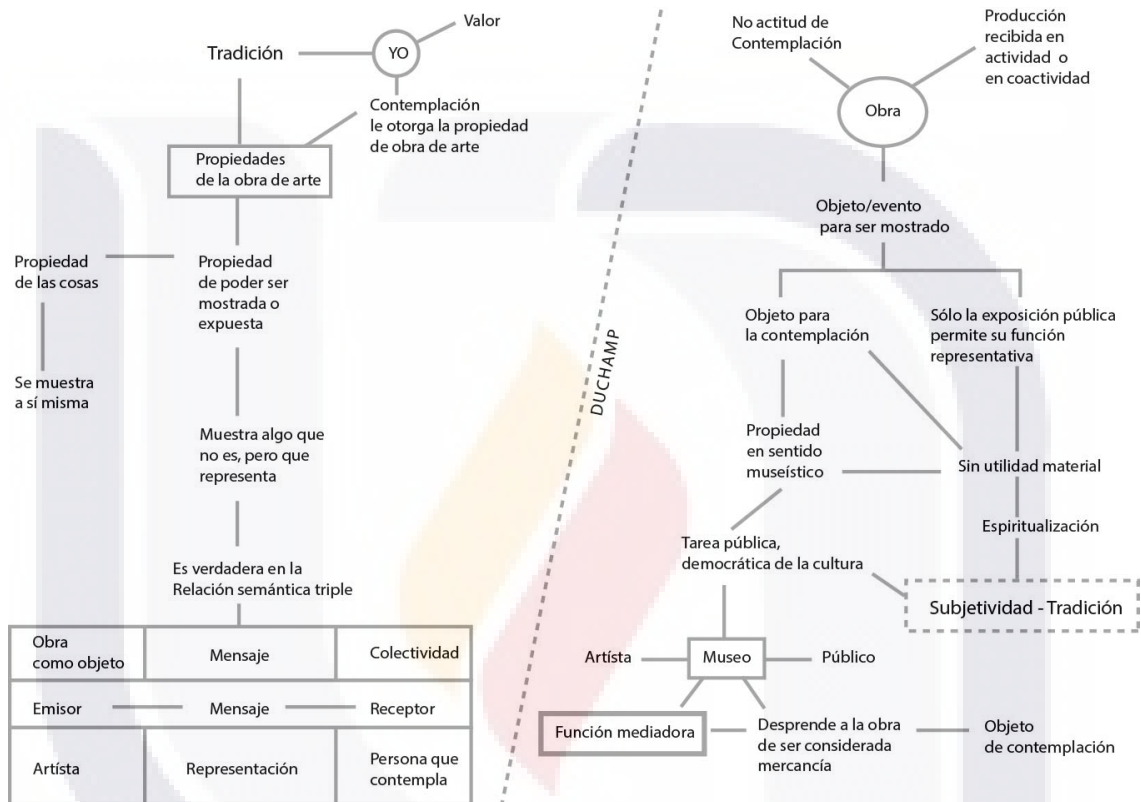 Tradición
YO
Valor
Contemplación
le otorga la propiedad
de obra de arte
Propiedades
de la obra de arte
Propiedad
de las cosas
Propiedad
de poder ser
mostrada o
expuesta
Se muestra
a sí misma
Muestra algo que
no es, pero que
representa
Es verdadera en la
Relación semántica triple
Obra
como objeto
Mensaje
Colectividad
Emisor
Mensaje
Receptor
Artísta
Representación
Persona que
contempla
DUCHAMP
No actitud de
Contemplación
Producción
recibida en
actividad o
en coactividad
Obra
Objeto/evento
para ser mostrado
Objeto para
la contemplación
Sólo la exposición pública
permite su función
representativa
Propiedad
en sentido
museístico
Sin utilidad material
Espiritualización
Tarea pública,
democrática de la cultura
Subjetividad - Tradición
Artísta
Museo
Público
Función mediadora
Desprende a la obra
de ser considerada
mercancía
Objeto
de contemplación